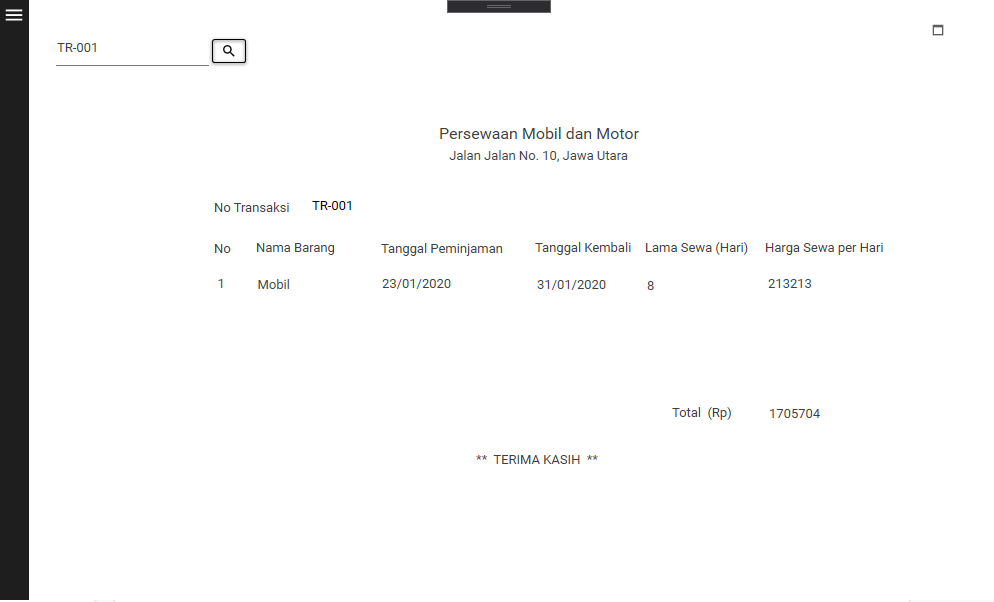 TR-001
Persewaan Mobil dan Motor
Jalan Jalan No. 10, Jawa Utara
No Transaksi TR-001
No Nama Barang Tanggal Peminjaman Tanggal Kembali Lama Sewa (Hari) Harga Sewa per Hari
1 Mobil 23/01/2020 31/01/2020 8 213213
Total (Rp) 1705704
** TERIMA KASIH **